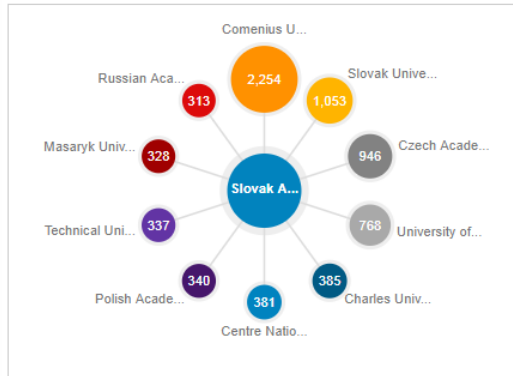 Comenius U...
2,254
Slovak Unive...
1,053
Czech Acade...
946
University of...
768
Charles Univ...
385
Centre Natio...
381
Polish Acade...
340
Technical Uni...
337
Masaryk Univ...
328
Russian Aca...
313
Slovak A...